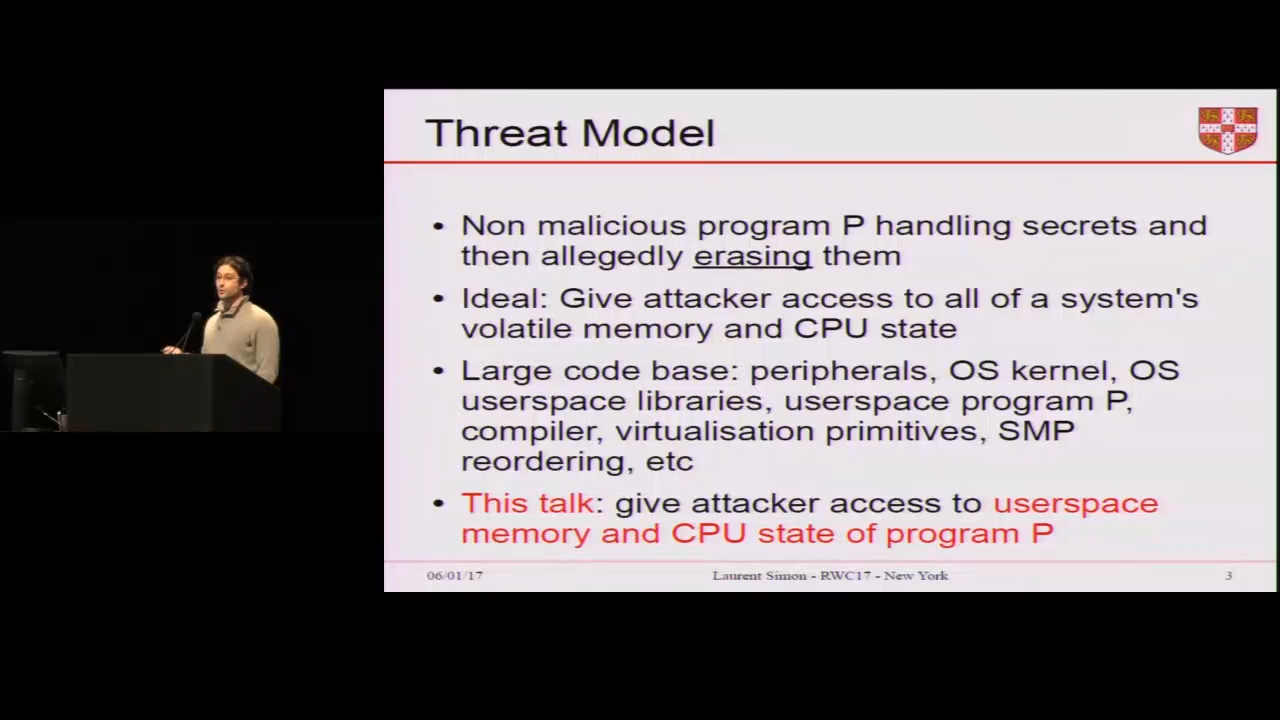 Threat Model
• Non malicious program P handling secrets and
then allegedly erasing them
• Ideal: Give attacker access to all of a system's
volatile memory and CPU state
• Large code base: peripherals, OS kernel, OS
userspace libraries, userspace program P,
compiler, virtualisation primitives, SMP
reordering, etc
• This talk: give attacker access to userspace
memory and CPU state of program P
06/01/17
Laurent Simon - RWC17 - New York
3